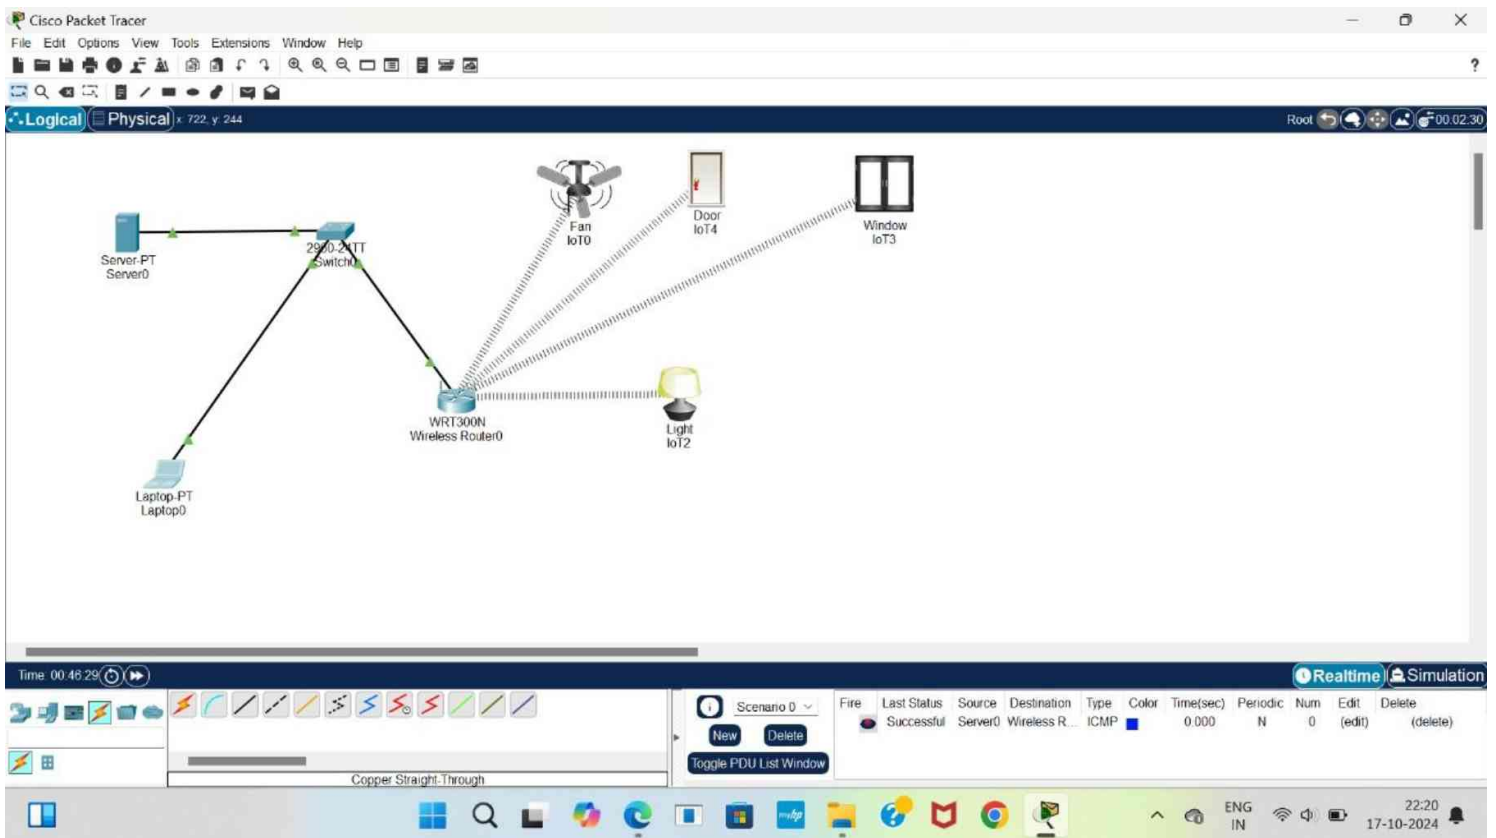 Cisco Packet Tracer
File Edit Options View Tools Extensions Window Help
?
Logical Physical x: 722, y: 244 Root 00:02:30
Fan
IoT0
Door
IoT4
Window
IoT3
Server-PT
Server0
2950-24TT
Switch0
WRT300N
Wireless Router0
Light
IoT2
Laptop-PT
Laptop0
Time: 00:46:29 Realtime Simulation
Scenario 0
New Delete
Toggle PDU List Window
Fire Last Status Source Destination Type Color Time(sec) Periodic Num Edit Delete
Successful Server0 Wireless R... ICMP 0.000 N 0 (edit) (delete)
Copper Straight-Through
myhp
ENG
IN
22:20
17-10-2024